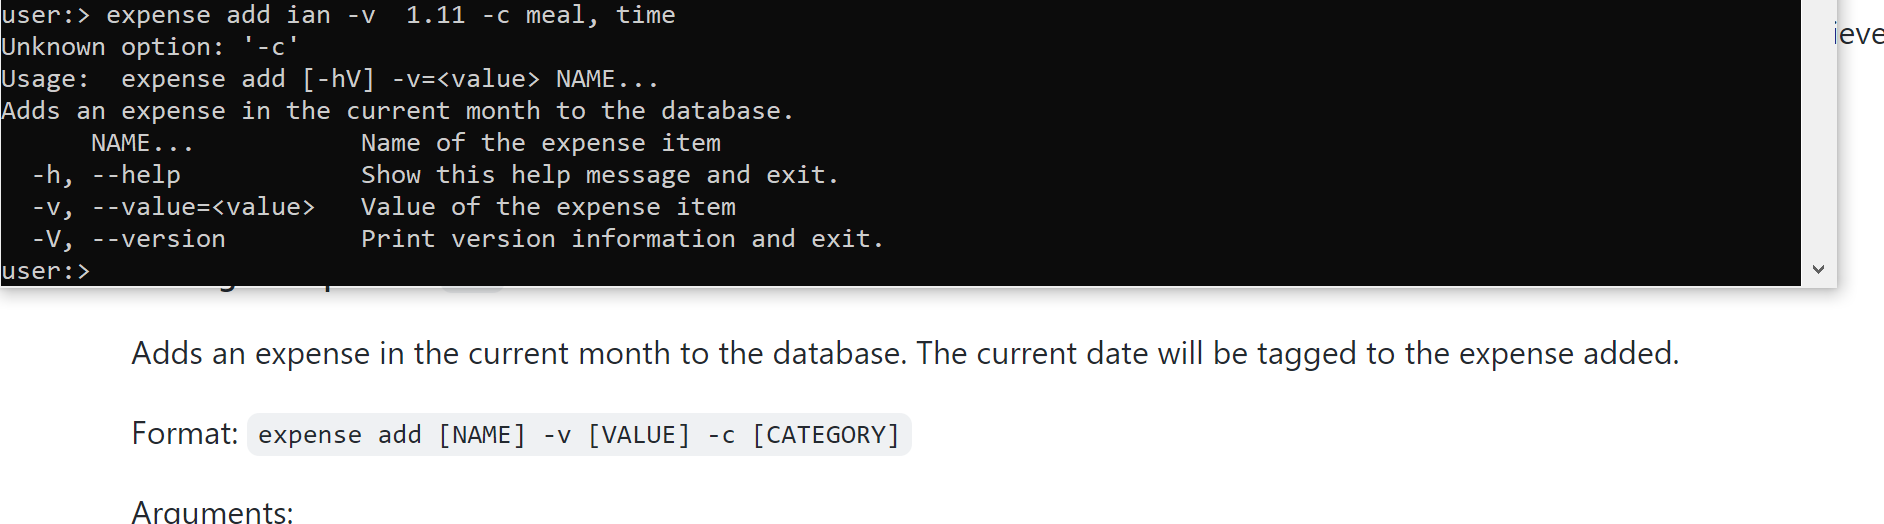 user:> expense add ian -v  1.11 -c meal, time
Unknown option: '-c'
Usage:  expense add [-hV] -v=<value> NAME...
Adds an expense in the current month to the database.
      NAME...           Name of the expense item
  -h, --help            Show this help message and exit.
  -v, --value=<value>   Value of the expense item
  -V, --version         Print version information and exit.
user:>
Adds an expense in the current month to the database. The current date will be tagged to the expense added.
Format: expense add [NAME] -v [VALUE] -c [CATEGORY]
Arguments: